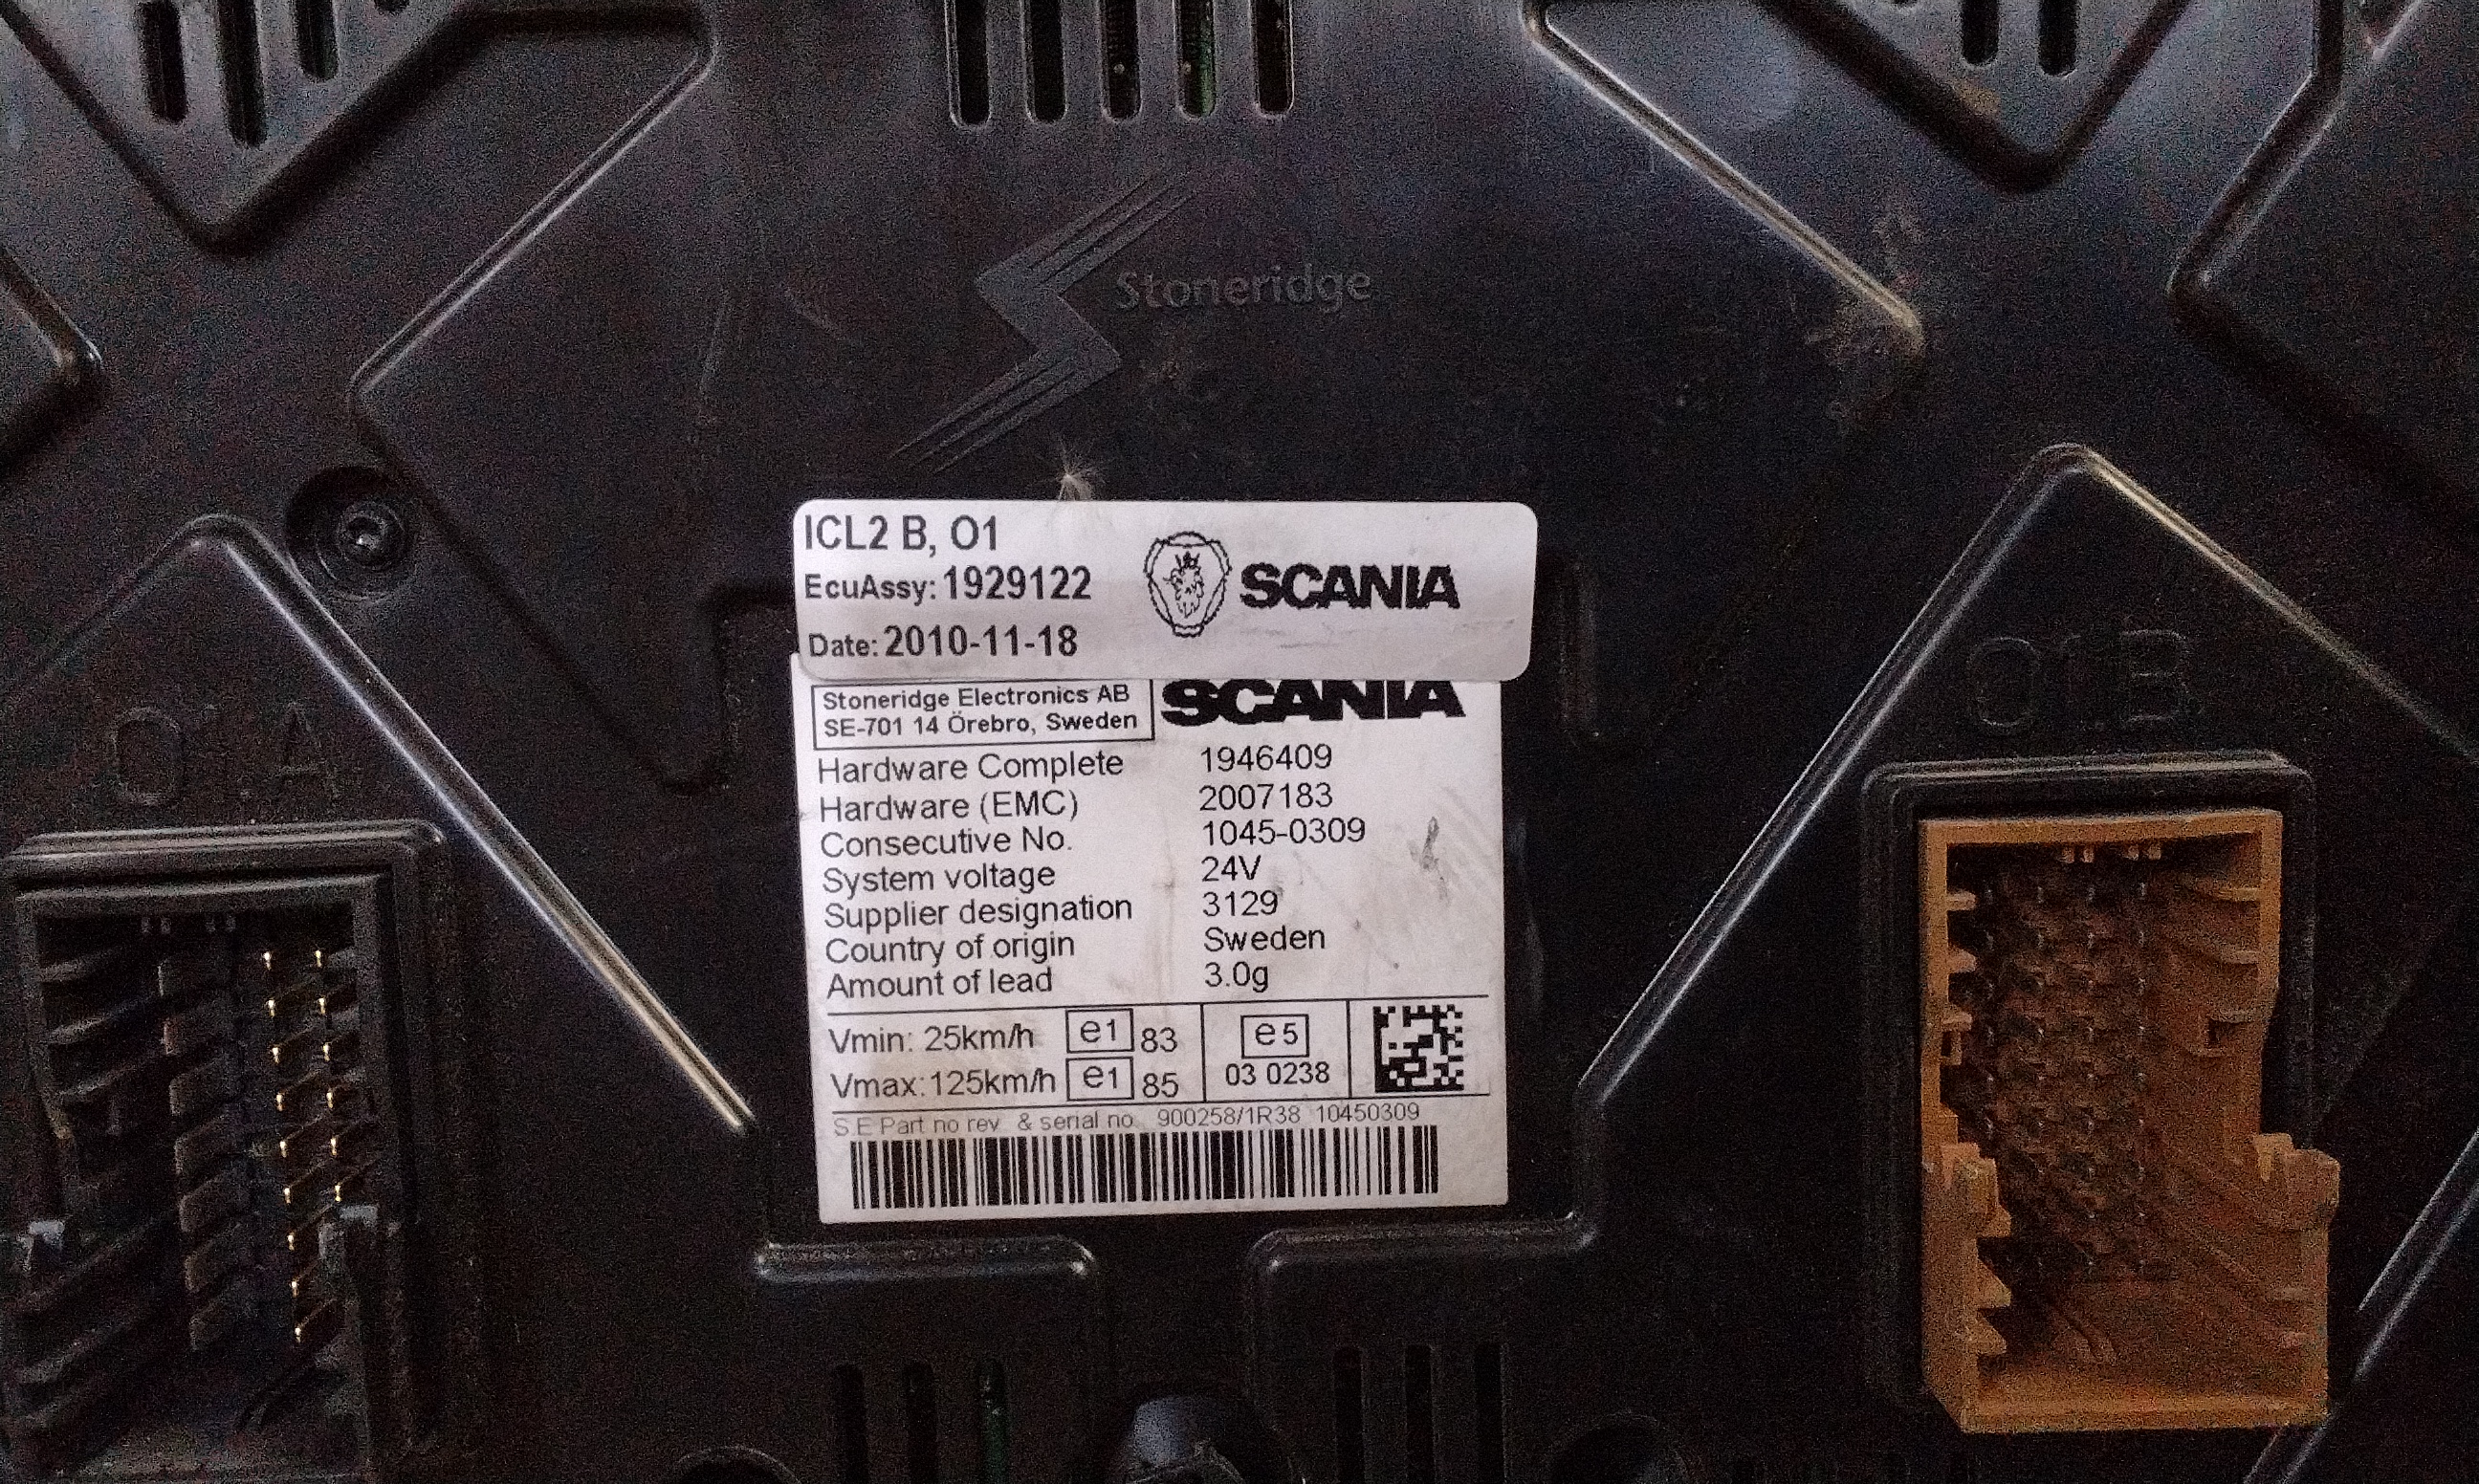 Stoneridge
ICL2 B, O1
EcuAssy: 1929122
SCANIA
Date: 2010-11-18
Stoneridge Electronics AB
SE-701 14 Örebro, Sweden
SCANIA
Hardware Complete 1946409
Hardware (EMC) 2007183
Consecutive No. 1045-0309
System voltage 24V
Supplier designation 3129
Country of origin Sweden
Amount of lead 3.0g
Vmin: 25km/h e1 83
Vmax: 125km/h e1 85
e5
03 0238
S.E Part no rev & serial no. 900258/1R38 10450309
O1.A
O1.B